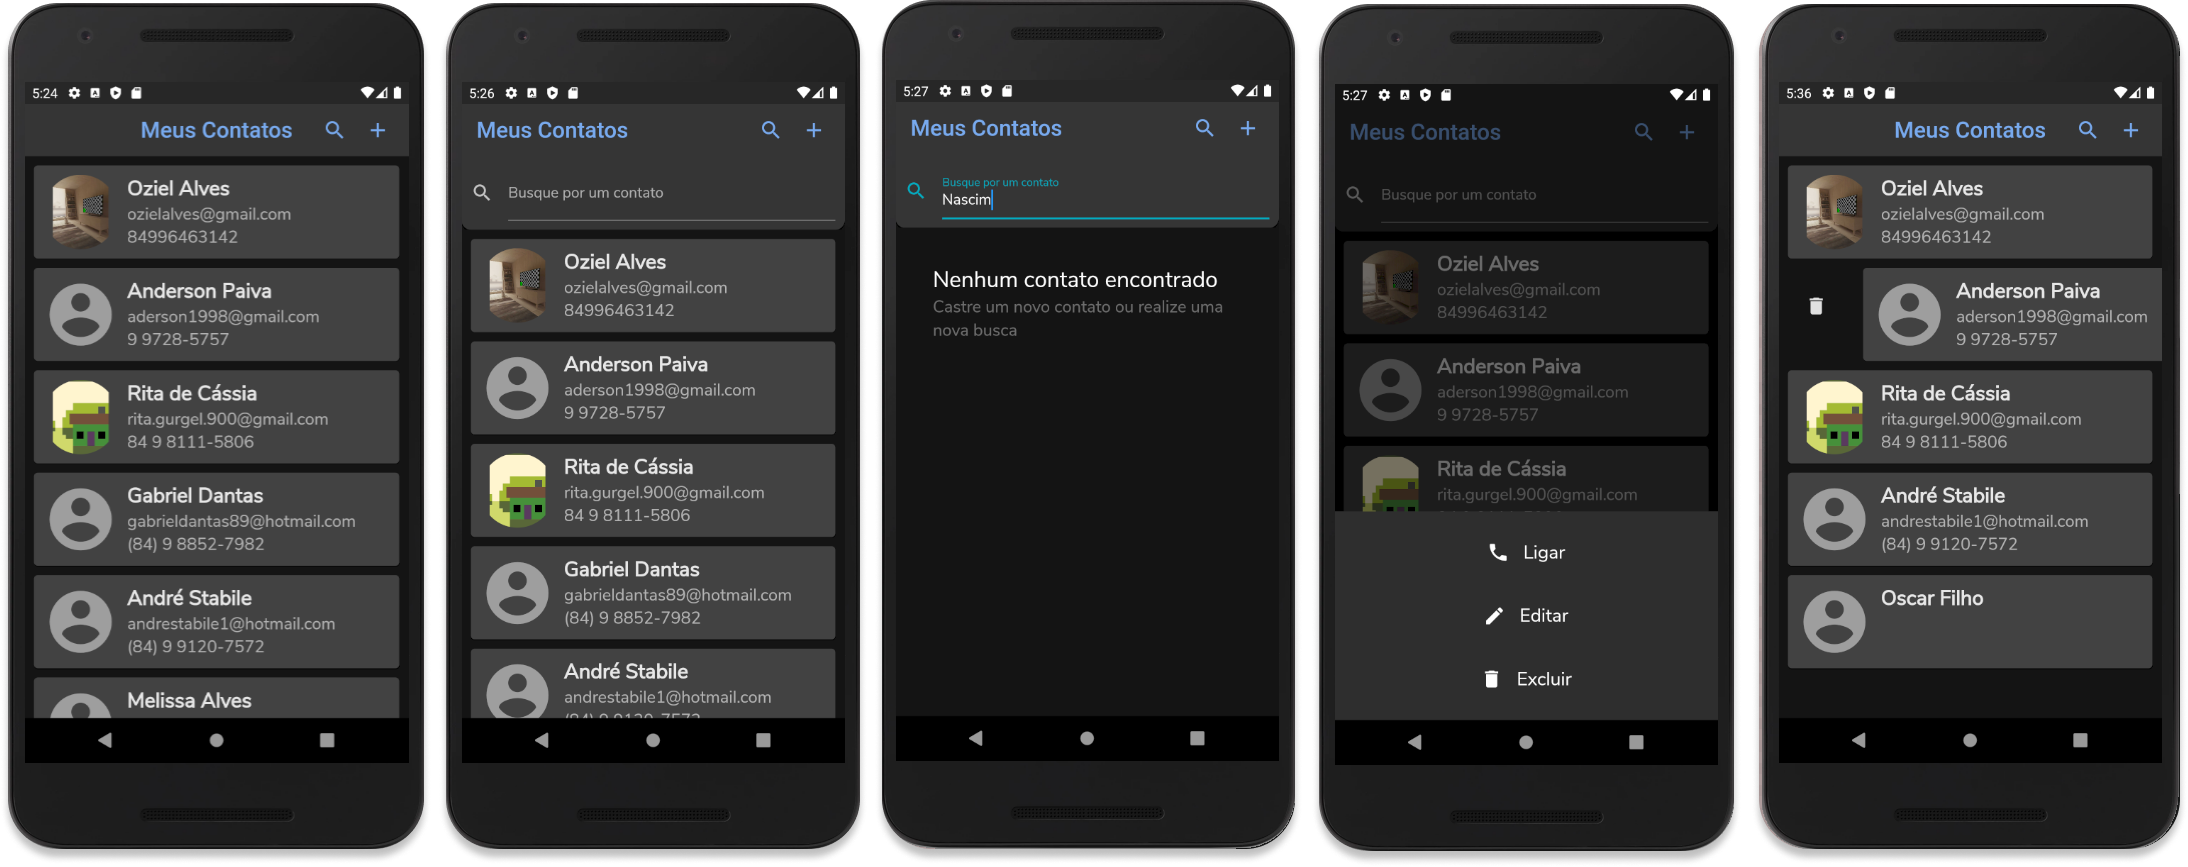 5:24
Meus Contatos
Oziel Alves
ozielalves@gmail.com
84996463142
Anderson Paiva
aderson1998@gmail.com
9 9728-5757
Rita de Cássia
rita.gurgel.900@gmail.com
84 9 8111-5806
Gabriel Dantas
gabrieldantas89@hotmail.com
(84) 9 8852-7982
André Stabile
andrestabile1@hotmail.com
(84) 9 9120-7572
Melissa Alves
5:26
Meus Contatos
Busque por um contato
Oziel Alves
ozielalves@gmail.com
84996463142
Anderson Paiva
aderson1998@gmail.com
9 9728-5757
Rita de Cássia
rita.gurgel.900@gmail.com
84 9 8111-5806
Gabriel Dantas
gabrieldantas89@hotmail.com
(84) 9 8852-7982
André Stabile
andrestabile1@hotmail.com
(84) 9 9120-7572
5:27
Meus Contatos
Busque por um contato
Nascim
Nenhum contato encontrado
Castre um novo contato ou realize uma
nova busca
5:27
Meus Contatos
Busque por um contato
Oziel Alves
ozielalves@gmail.com
84996463142
Anderson Paiva
aderson1998@gmail.com
9 9728-5757
Rita de Cássia
rita.gurgel.900@gmail.com
Ligar
Editar
Excluir
5:36
Meus Contatos
Oziel Alves
ozielalves@gmail.com
84996463142
Anderson Paiva
aderson1998@gmail.com
9 9728-5757
Rita de Cássia
rita.gurgel.900@gmail.com
84 9 8111-5806
André Stabile
andrestabile1@hotmail.com
(84) 9 9120-7572
Oscar Filho